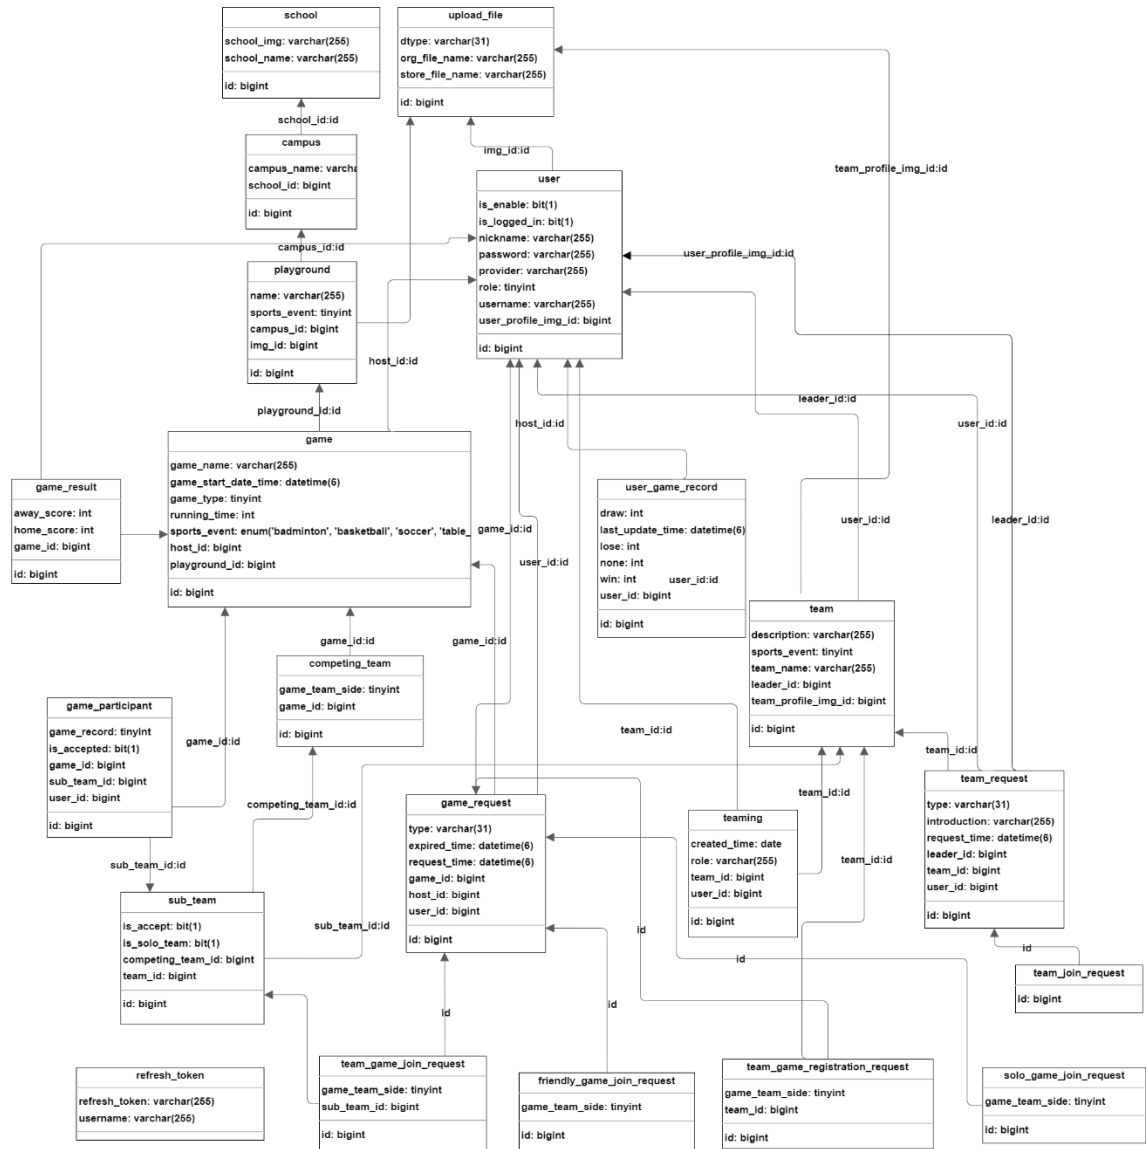 school
school_img: varchar(255)
school_name: varchar(255)
id: bigint
upload_file
dtype: varchar(31)
org_file_name: varchar(255)
store_file_name: varchar(255)
id: bigint
school_id:id
campus
campus_name: varcha
school_id: bigint
id: bigint
img_id:id
team_profile_img_id:id
user
is_enable: bit(1)
is_logged_in: bit(1)
nickname: varchar(255)
password: varchar(255)
provider: varchar(255)
role: tinyint
username: varchar(255)
user_profile_img_id: bigint
id: bigint
campus_id:id
user_profile_img_id:id
playground
name: varchar(255)
sports_event: tinyint
campus_id: bigint
img_id: bigint
id: bigint
host_id:id
playground_id:id
leader_id:id
host_id:id
user_id:id
game
game_name: varchar(255)
game_start_date_time: datetime(6)
game_type: tinyint
running_time: int
sports_event: enum('badminton', 'basketball', 'soccer', 'table_
host_id: bigint
playground_id: bigint
id: bigint
game_result
away_score: int
home_score: int
game_id: bigint
id: bigint
user_game_record
draw: int
last_update_time: datetime(6)
lose: int
none: int
win: int
user_id: bigint
id: bigint
user_id:id
game_id:id
user_id:id
user_id:id
leader_id:id
team
description: varchar(255)
sports_event: tinyint
team_name: varchar(255)
leader_id: bigint
team_profile_img_id: bigint
id: bigint
game_id:id
game_id:id
competing_team
game_team_side: tinyint
game_id: bigint
id: bigint
game_participant
game_record: tinyint
is_accepted: bit(1)
game_id: bigint
sub_team_id: bigint
user_id: bigint
id: bigint
game_id:id
team_id:id
team_id:id
team_id:id
competing_team_id:id
game_request
type: varchar(31)
expired_time: datetime(6)
request_time: datetime(6)
game_id: bigint
host_id: bigint
user_id: bigint
id: bigint
teaming
created_time: date
role: varchar(255)
team_id: bigint
user_id: bigint
id: bigint
team_request
type: varchar(31)
introduction: varchar(255)
request_time: datetime(6)
leader_id: bigint
team_id: bigint
user_id: bigint
id: bigint
team_id:id
sub_team_id:id
sub_team
is_accept: bit(1)
is_solo_team: bit(1)
competing_team_id: bigint
team_id: bigint
id: bigint
sub_team_id:id
id
id
team_join_request
id: bigint
id
id
refresh_token
refresh_token: varchar(255)
username: varchar(255)
team_game_join_request
game_team_side: tinyint
sub_team_id: bigint
id: bigint
friendly_game_join_request
game_team_side: tinyint
id: bigint
team_game_registration_request
game_team_side: tinyint
team_id: bigint
id: bigint
solo_game_join_request
game_team_side: tinyint
id: bigint
id